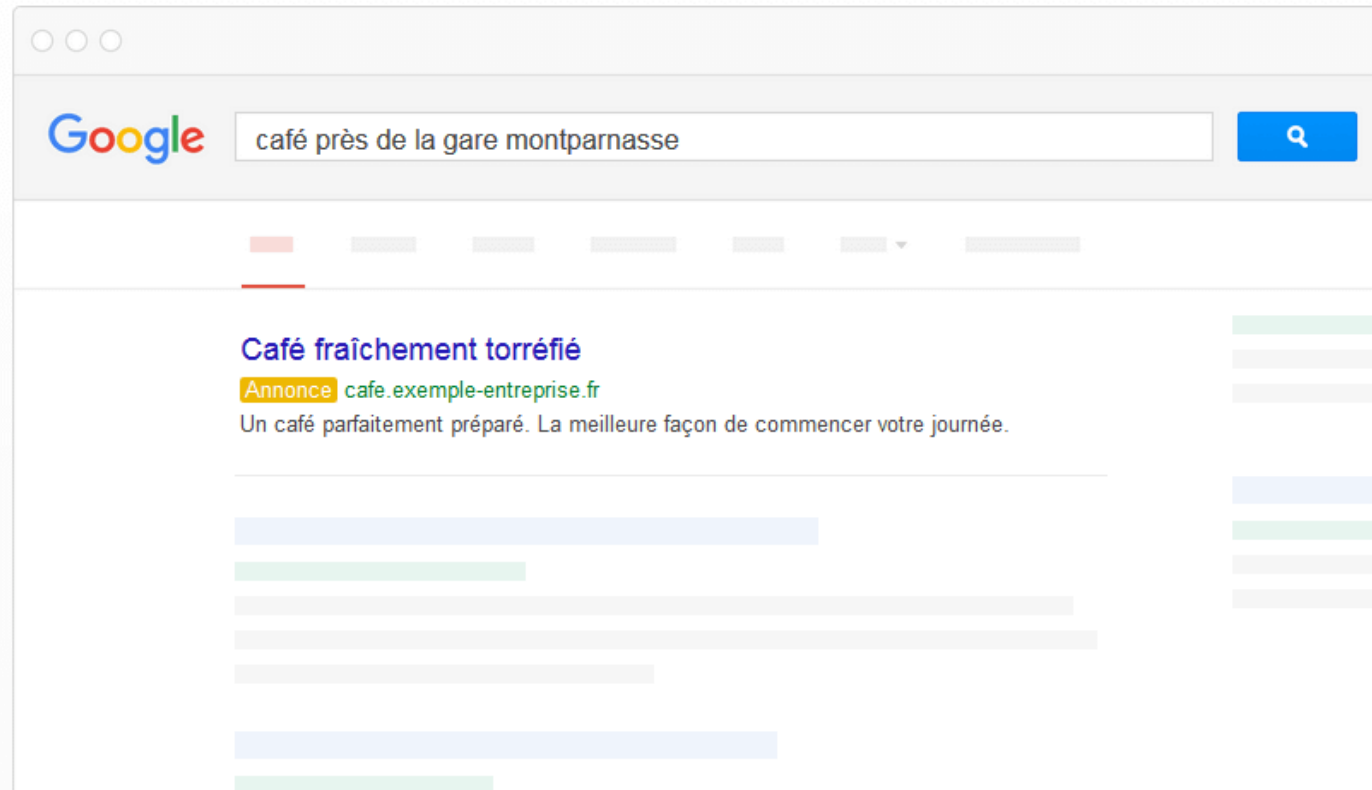 Google
café près de la gare montparnasse
Café fraîchement torréfié
Annonce cafe.exemple-entreprise.fr
Un café parfaitement préparé. La meilleure façon de commencer votre journée.